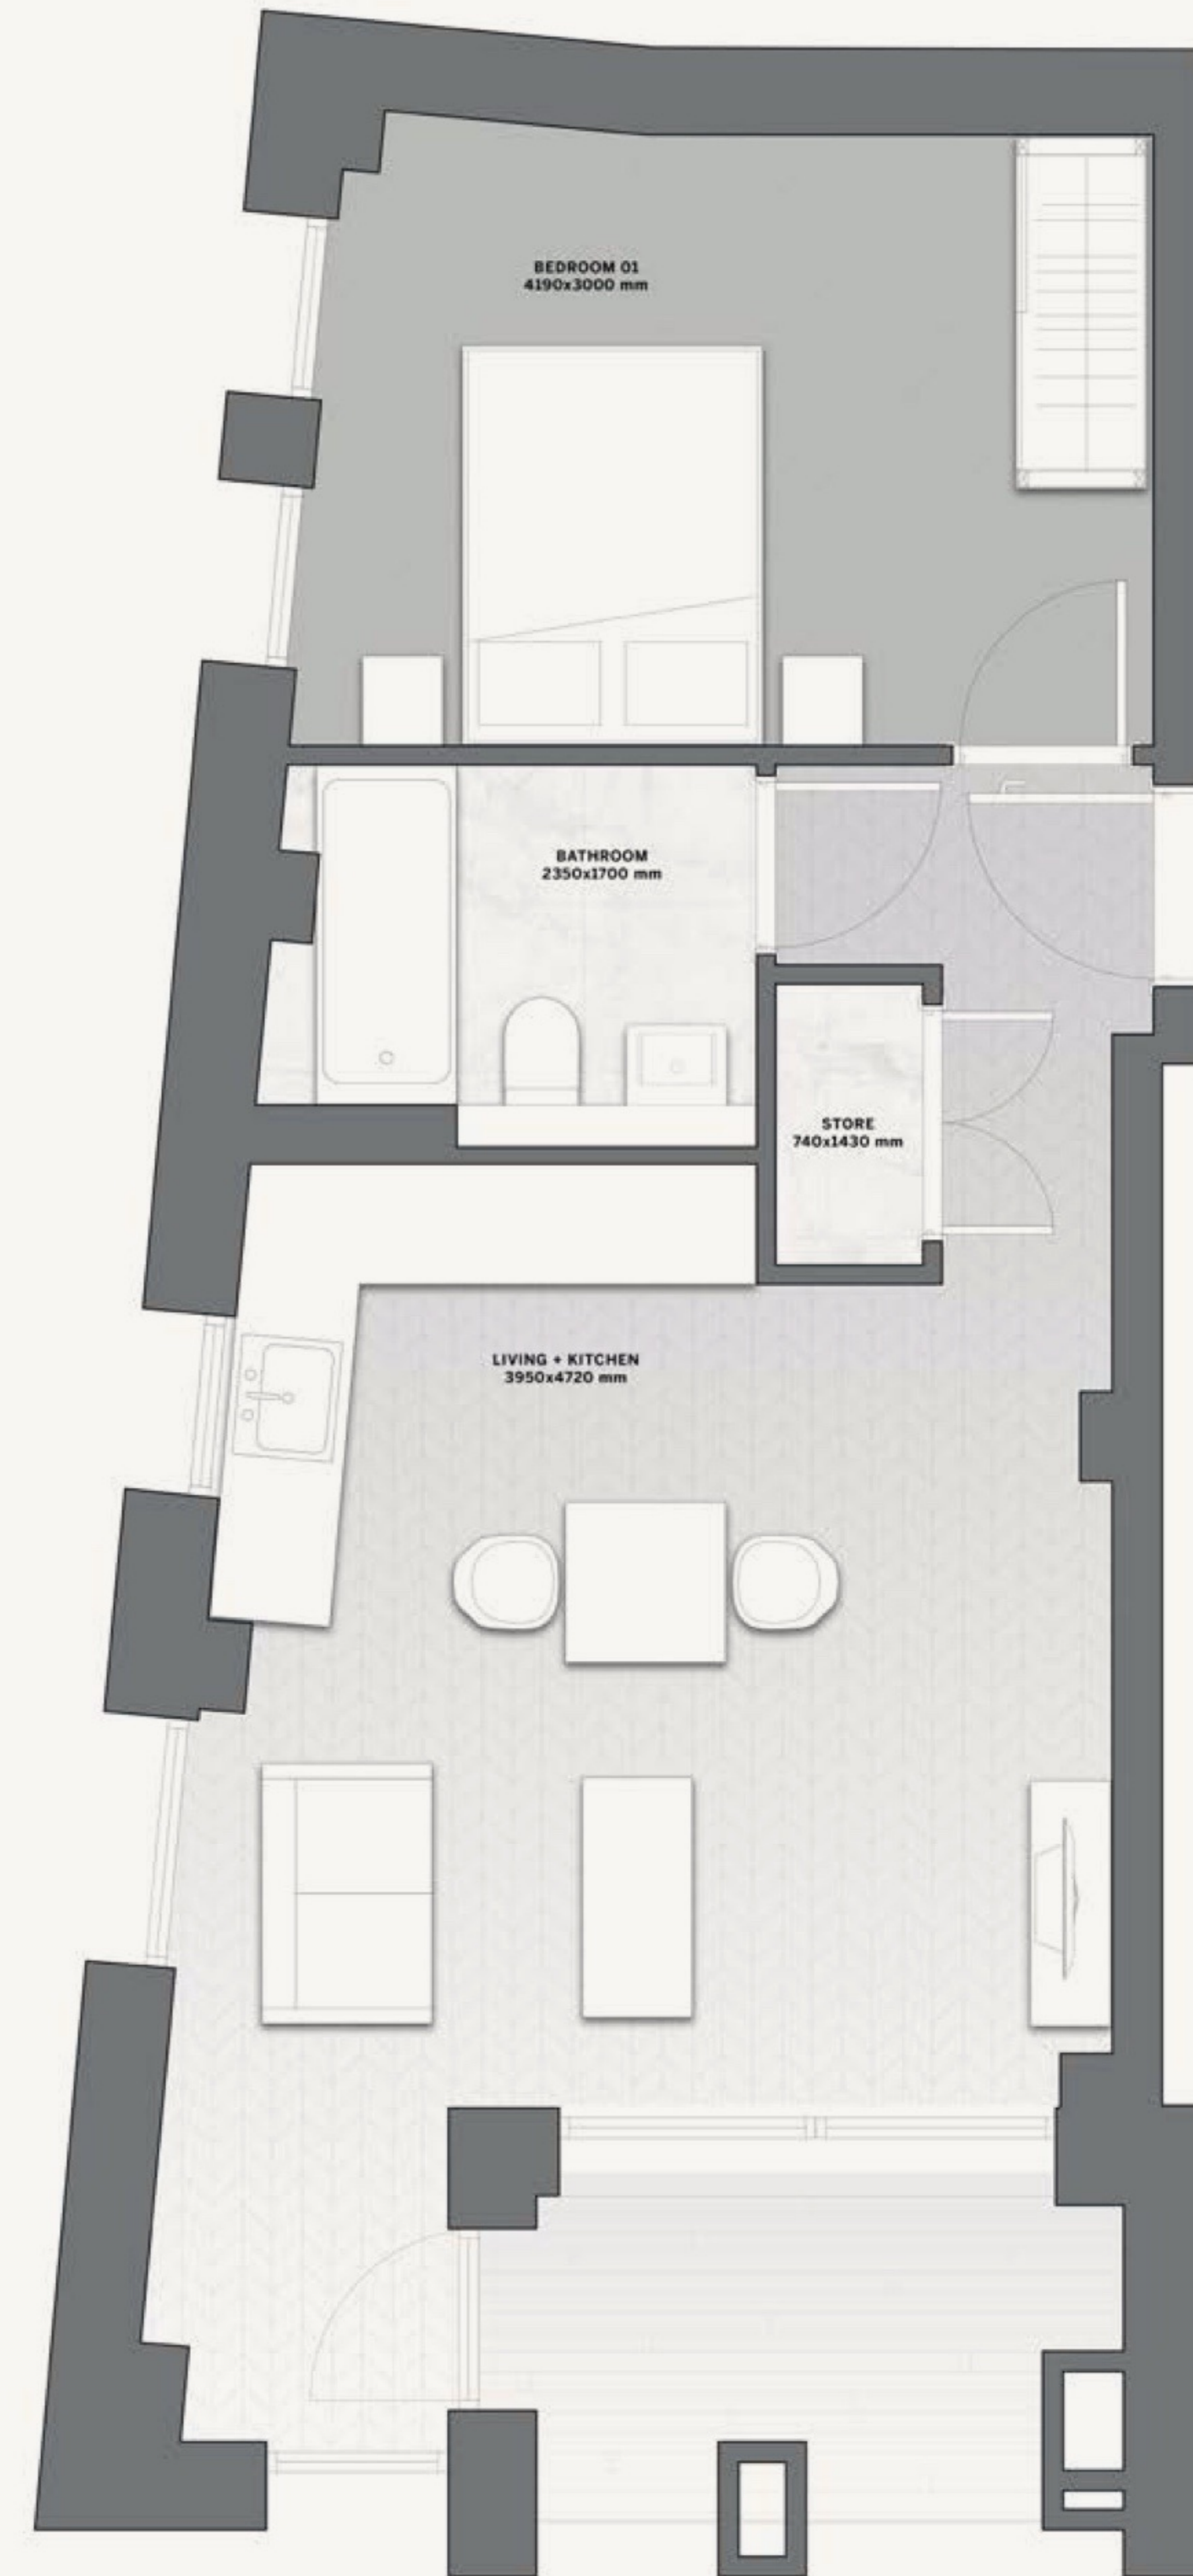 BEDROOM 01
4190x3000 mm
BATHROOM
2350x1700 mm
STORE
740x1430 mm
LIVING + KITCHEN
3950x4720 mm